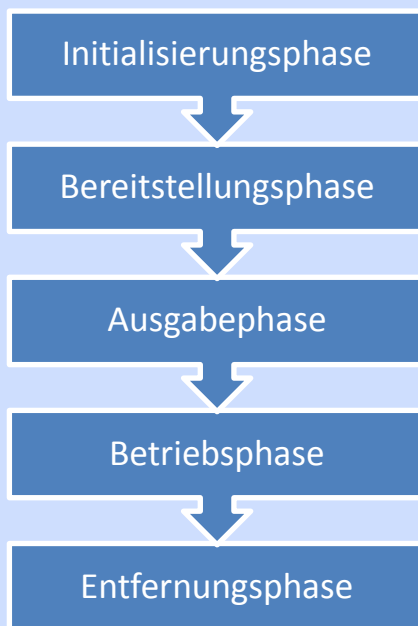 Initialisierungsphase
Bereitstellungsphase
Ausgabephase
Betriebsphase
Entfernungsphase